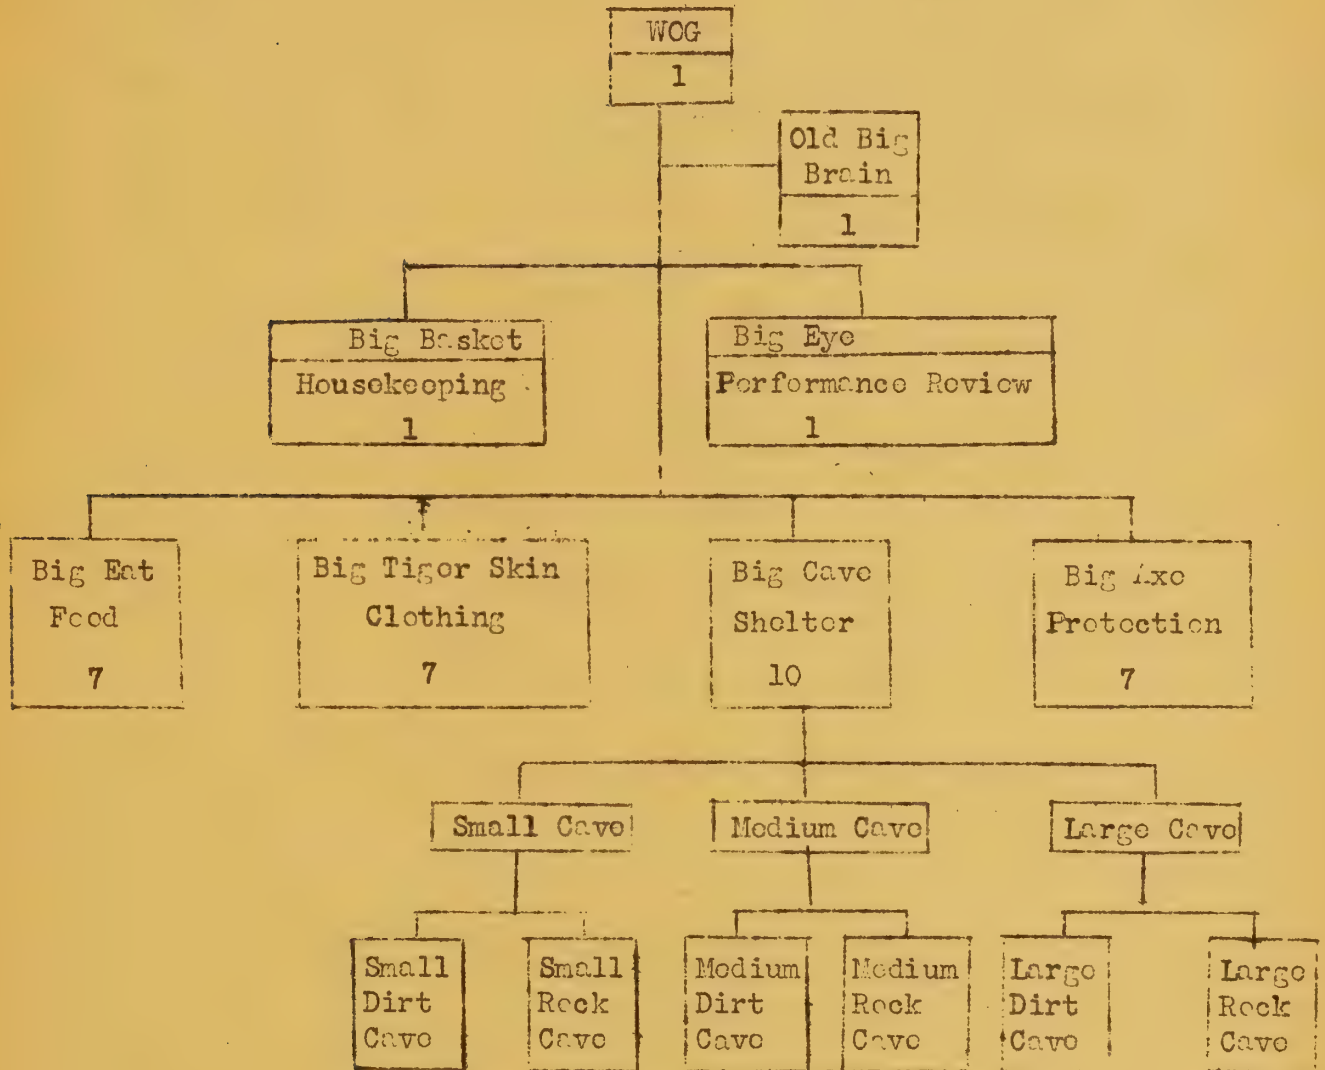 WOG
1
Old Big
Brain
1
Big Basket
Housekeeping
1
Big Eye
Performance Review
1
Big Eat
Food
7
Big Tiger Skin
Clothing
7
Big Cave
Shelter
10
Big Axe
Protection
7
Small Cave
Medium Cave
Large Cave
Small
Dirt
Cave
Small
Rock
Cave
Medium
Dirt
Cave
Medium
Rock
Cave
Large
Dirt
Cave
Large
Rock
Cave